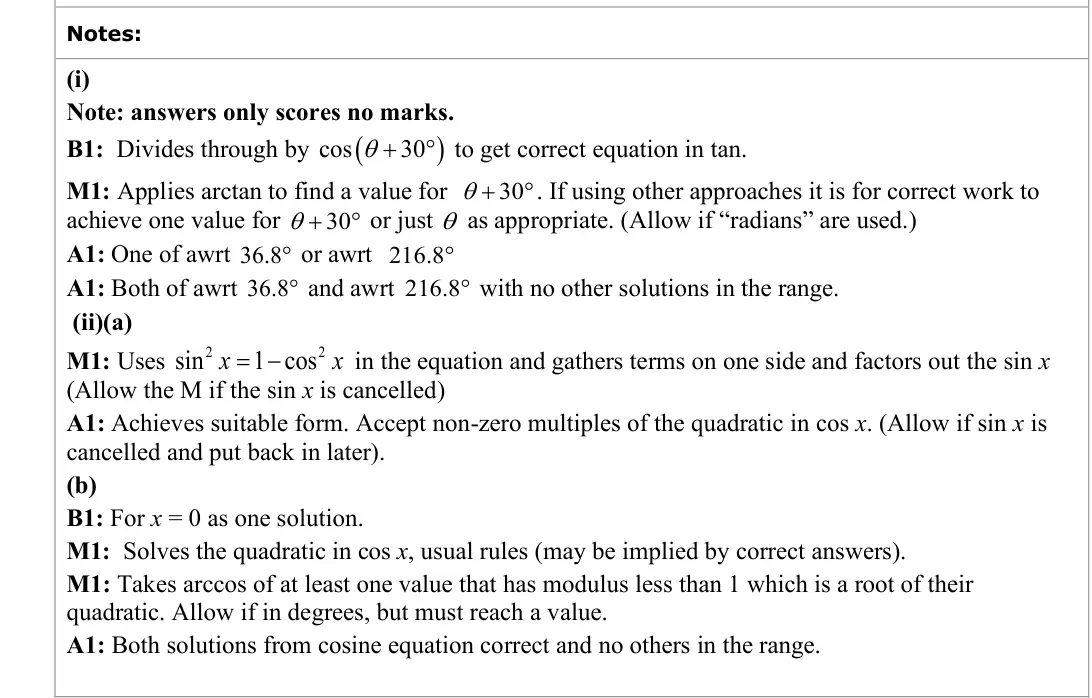 Notes:
(i)
Note: answers only scores no marks.
B1: Divides through by cos(θ+30°) to get correct equation in tan.
M1: Applies arctan to find a value for θ+30°. If using other approaches it is for correct work to
achieve one value for θ+30° or just θ as appropriate. (Allow if “radians” are used.)
A1: One of awrt 36.8° or awrt 216.8°
A1: Both of awrt 36.8° and awrt 216.8° with no other solutions in the range.
(ii)(a)
M1: Uses sin² x = 1 − cos² x in the equation and gathers terms on one side and factors out the sin x
(Allow the M if the sin x is cancelled)
A1: Achieves suitable form. Accept non-zero multiples of the quadratic in cos x. (Allow if sin x is
cancelled and put back in later).
(b)
B1: For x = 0 as one solution.
M1: Solves the quadratic in cos x, usual rules (may be implied by correct answers).
M1: Takes arccos of at least one value that has modulus less than 1 which is a root of their
quadratic. Allow if in degrees, but must reach a value.
A1: Both solutions from cosine equation correct and no others in the range.